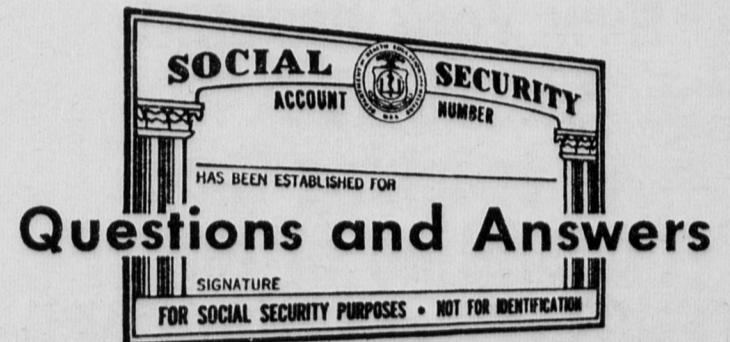 SOCIAL SECURITY
ACCOUNT NUMBER
HAS BEEN ESTABLISHED FOR
Questions and Answers
SIGNATURE
FOR SOCIAL SECURITY PURPOSES • NOT FOR IDENTIFICATION